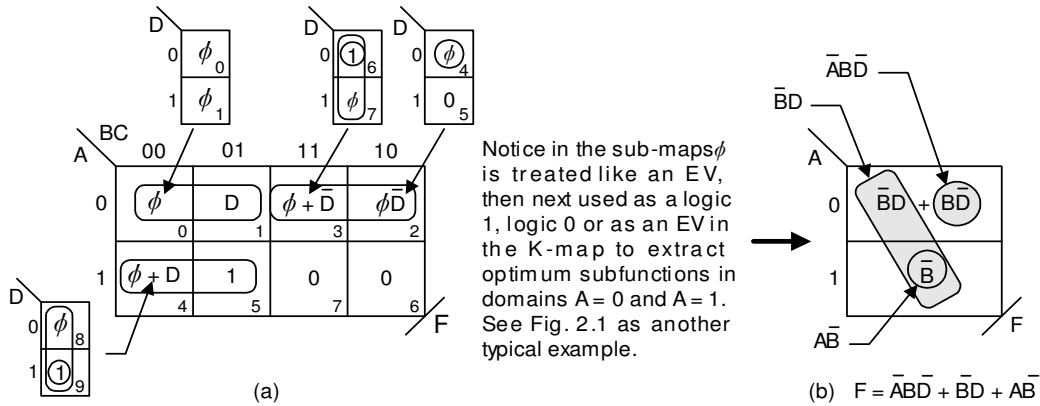 D
0 ϕ 0
1 ϕ 1
D
0 1 6
1 ϕ 7
D
0 ϕ 4
1 0 5
BC
A 00 01 11 10
0 ϕ D ϕ + D̅ ϕD̅
0 1 3 2
1 ϕ + D 1 0 0
4 5 7 6
F
D
0 ϕ 8
1 1 9
(a)
Notice in the sub-maps ϕ
is treated like an EV,
then next used as a logic
1, logic 0 or as an EV in
the K-map to extract
optimum subfunctions in
domains A = 0 and A = 1.
See Fig. 2.1 as another
typical example.
A̅BD̅
B̅D
A
0 B̅D + BD̅
1 B̅
AB̅
F
(b) F = A̅BD̅ + B̅D + AB̅